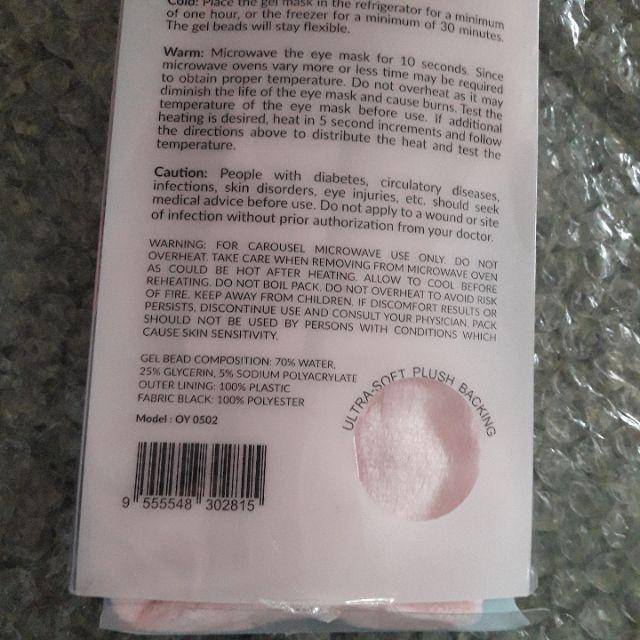 Cold: Place the gel mask in the refrigerator for a minimum
of one hour, or the freezer for a minimum of 30 minutes.
The gel beads will stay flexible.
Warm: Microwave the eye mask for 10 seconds. Since
microwave ovens vary more or less time may be required
to obtain proper temperature. Do not overheat as it may
diminish the life of the eye mask and cause burns. Test the
temperature of the eye mask before use. If additional
heating is desired, heat in 5 second increments and follow
the directions above to distribute the heat and test the
temperature.
Caution: People with diabetes, circulatory diseases,
infections, skin disorders, eye injuries, etc. should seek
medical advice before use. Do not apply to a wound or site
of infection without prior authorization from your doctor.
WARNING: FOR CAROUSEL MICROWAVE USE ONLY. DO NOT
OVERHEAT. TAKE CARE WHEN REMOVING FROM MICROWAVE OVEN
AS COULD BE HOT AFTER HEATING. ALLOW TO COOL BEFORE
REHEATING. DO NOT BOIL PACK. DO NOT OVERHEAT TO AVOID RISK
OF FIRE. KEEP AWAY FROM CHILDREN. IF DISCOMFORT RESULTS OR
PERSISTS, DISCONTINUE USE AND CONSULT YOUR PHYSICIAN. PACK
SHOULD NOT BE USED BY PERSONS WITH CONDITIONS WHICH
CAUSE SKIN SENSITIVITY.
GEL BEAD COMPOSITION: 70% WATER,
25% GLYCERIN, 5% SODIUM POLYACRYLATE
OUTER LINING: 100% PLASTIC
FABRIC BLACK: 100% POLYESTER
Model : OY 0502
ULTRA-SOFT PLUSH BACKING
9 555548 302815